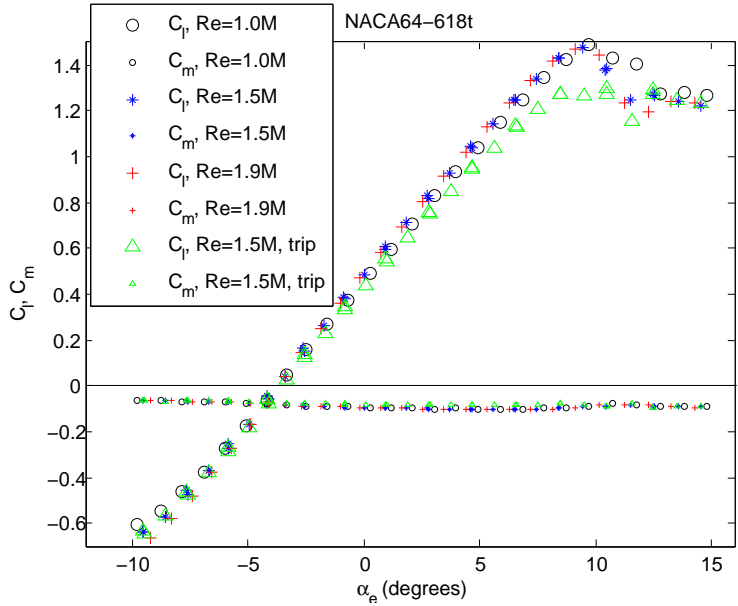 NACA64−618t
C_l, Re=1.0M
C_m, Re=1.0M
C_l, Re=1.5M
C_m, Re=1.5M
C_l, Re=1.9M
C_m, Re=1.9M
C_l, Re=1.5M, trip
C_m, Re=1.5M, trip
1.4
1.2
1
0.8
0.6
0.4
0.2
0
−0.2
−0.4
−0.6
C_l, C_m
−10
−5
0
5
10
15
α_e (degrees)